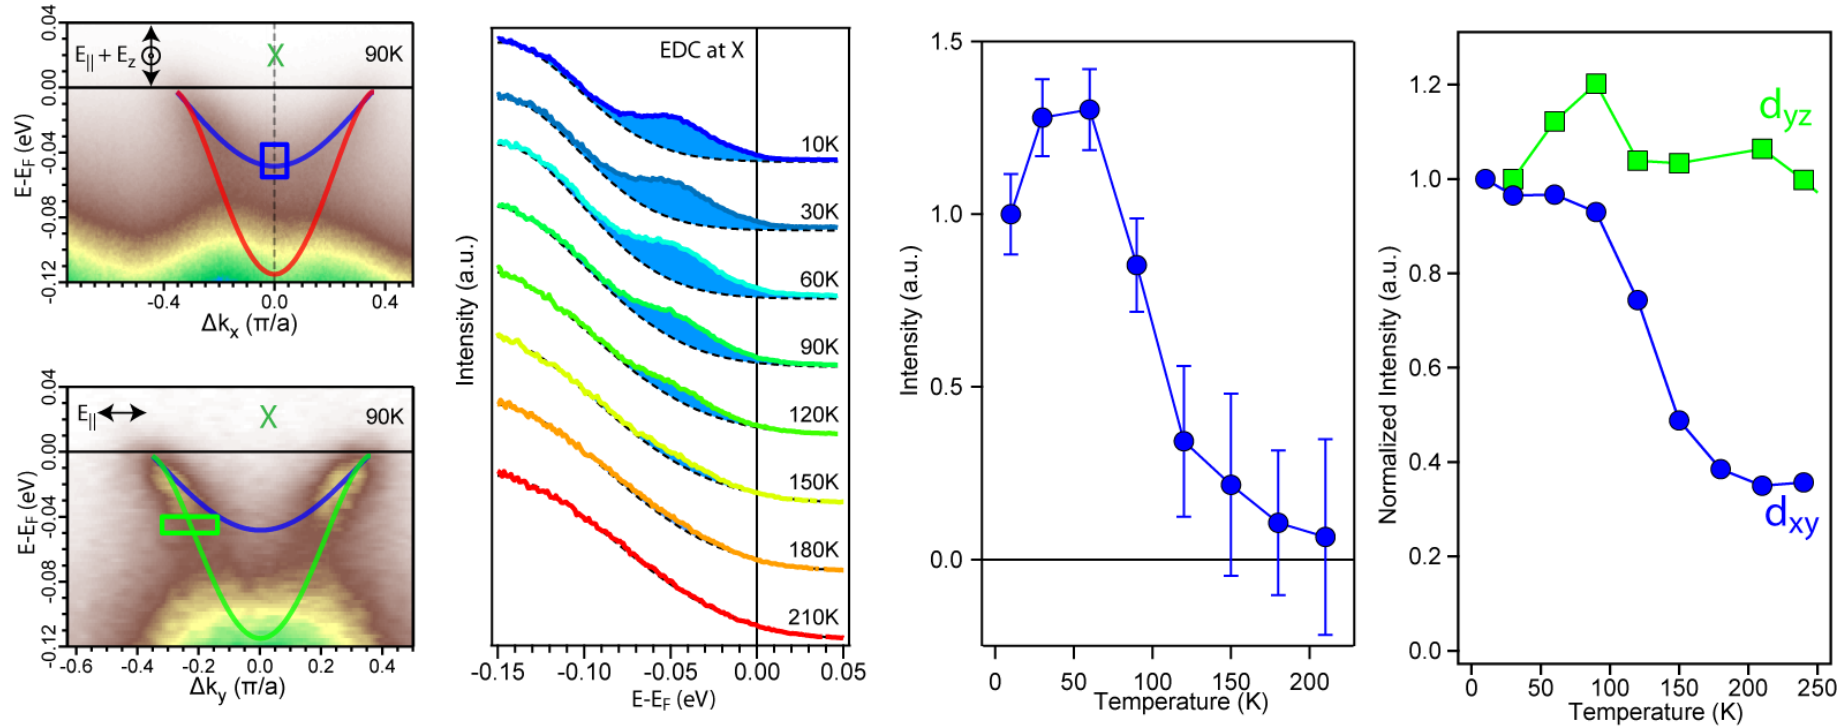 0.04
0.00
-0.04
-0.08
-0.12
E-EF (eV)
E|| + Ez
X
90K
-0.4
0.0
0.4
Δkx (π/a)
0.04
0.00
-0.04
-0.08
-0.12
E-EF (eV)
E||
X
90K
-0.6
-0.4
-0.2
0.0
0.2
0.4
Δky (π/a)
Intensity (a.u.)
EDC at X
10K
30K
60K
90K
120K
150K
180K
210K
-0.15
-0.10
-0.05
0.00
0.05
E-EF (eV)
Intensity (a.u.)
1.5
1.0
0.5
0.0
0
50
100
150
200
Temperature (K)
Normalized Intensity (a.u.)
1.2
1.0
0.8
0.6
0.4
0.2
0.0
dyz
dxy
0
50
100
150
200
250
Temperature (K)